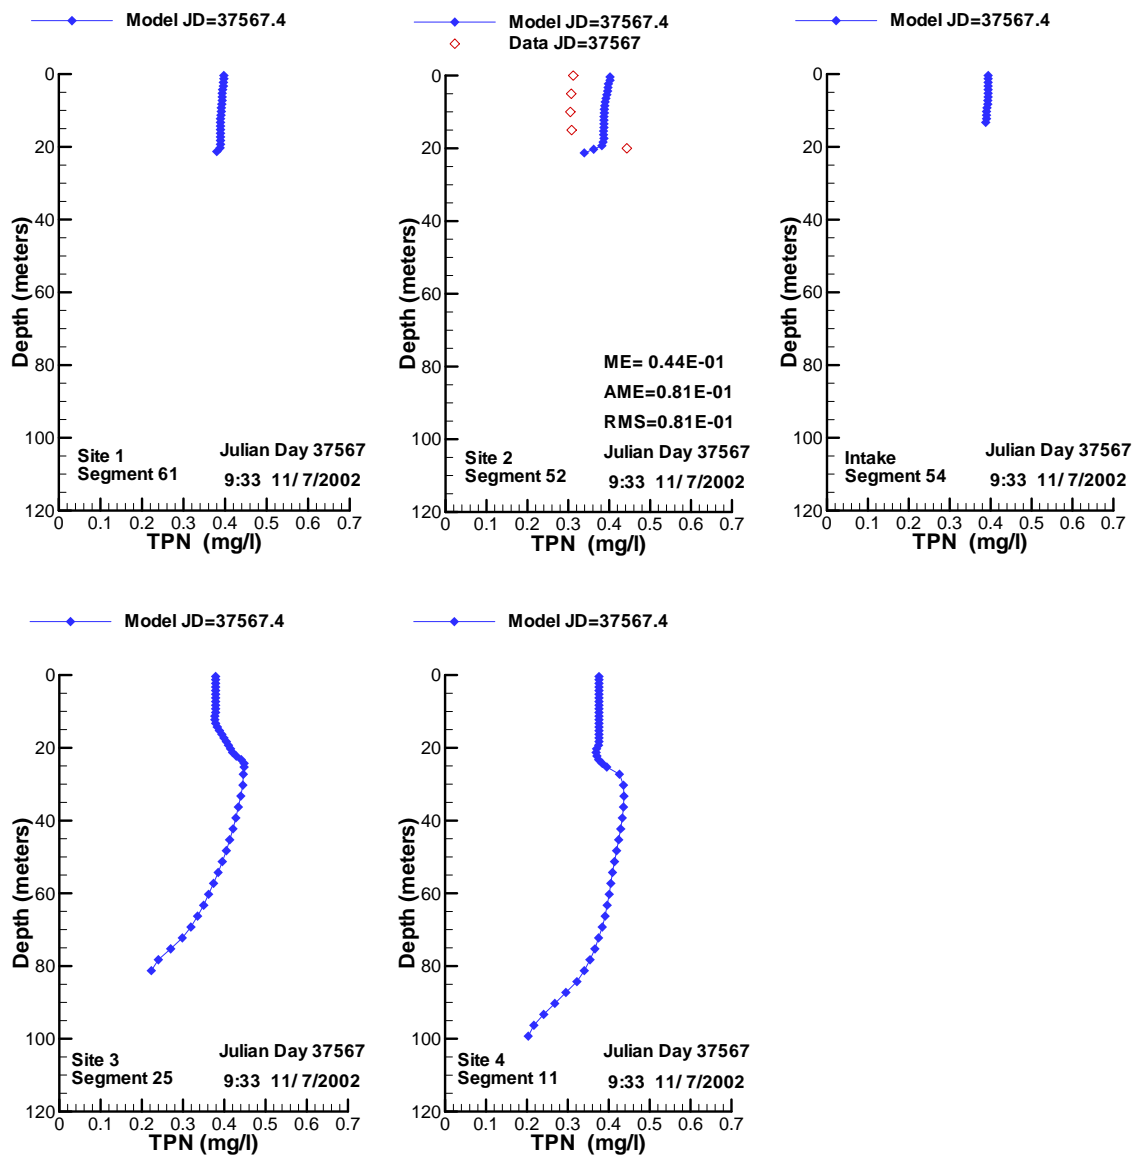 Model JD=37567.4
0
20
40
60
80
100
120
Depth (meters)
Site 1
Segment 61
Julian Day 37567
9:33 11/ 7/2002
0 0.1 0.2 0.3 0.4 0.5 0.6 0.7
TPN (mg/l)
Model JD=37567.4
Data JD=37567
0
20
40
60
80
100
120
Depth (meters)
ME= 0.44E-01
AME=0.81E-01
RMS=0.81E-01
Site 2
Segment 52
Julian Day 37567
9:33 11/ 7/2002
0 0.1 0.2 0.3 0.4 0.5 0.6 0.7
TPN (mg/l)
Model JD=37567.4
0
20
40
60
80
100
120
Depth (meters)
Intake
Segment 54
Julian Day 37567
9:33 11/ 7/2002
0 0.1 0.2 0.3 0.4 0.5 0.6 0.7
TPN (mg/l)
Model JD=37567.4
0
20
40
60
80
100
120
Depth (meters)
Site 3
Segment 25
Julian Day 37567
9:33 11/ 7/2002
0 0.1 0.2 0.3 0.4 0.5 0.6 0.7
TPN (mg/l)
Model JD=37567.4
0
20
40
60
80
100
120
Depth (meters)
Site 4
Segment 11
Julian Day 37567
9:33 11/ 7/2002
0 0.1 0.2 0.3 0.4 0.5 0.6 0.7
TPN (mg/l)